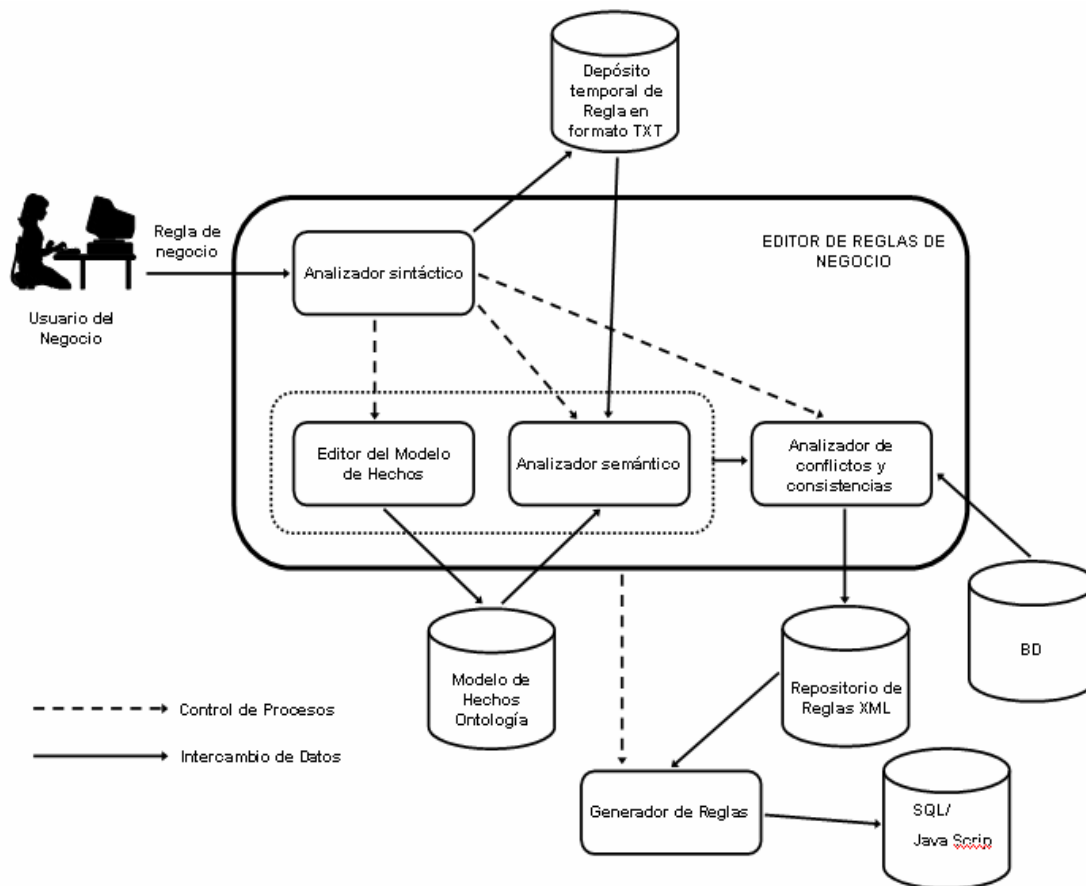 Depósito
temporal de
Regla en
formato TXT
Regla de
negocio
EDITOR DE REGLAS DE
NEGOCIO
Analizador sintáctico
Usuario del
Negocio
Editor del Modelo
de Hechos
Analizador semántico
Analizador de
conflictos y
consistencias
BD
Modelo de
Hechos
Ontología
Repositorio de
Reglas XML
Control de Procesos
Intercambio de Datos
Generador de Reglas
SQL/
Java Scrip